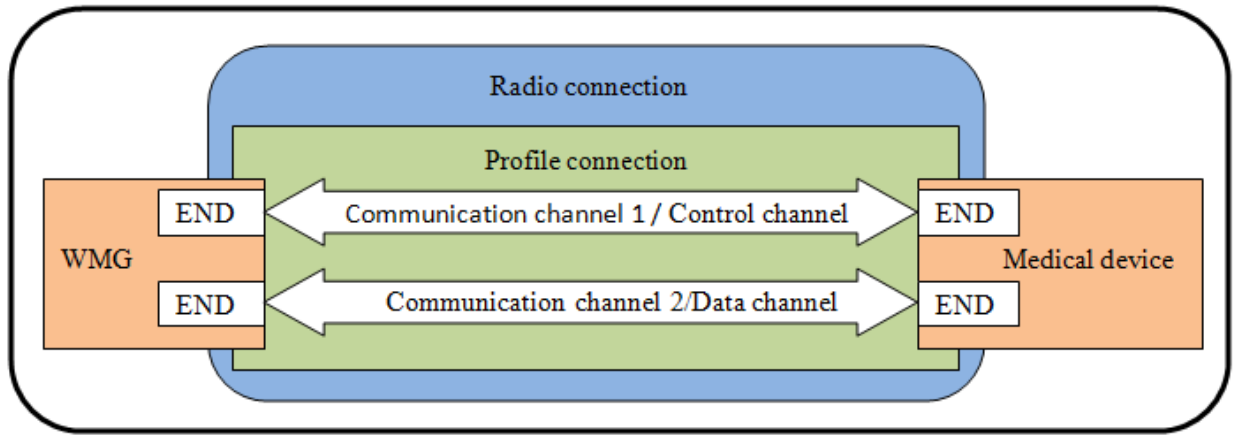 Radio connection
Profile connection
END
Communication channel 1 / Control channel
END
WMG
Medical device
END
Communication channel 2/Data channel
END